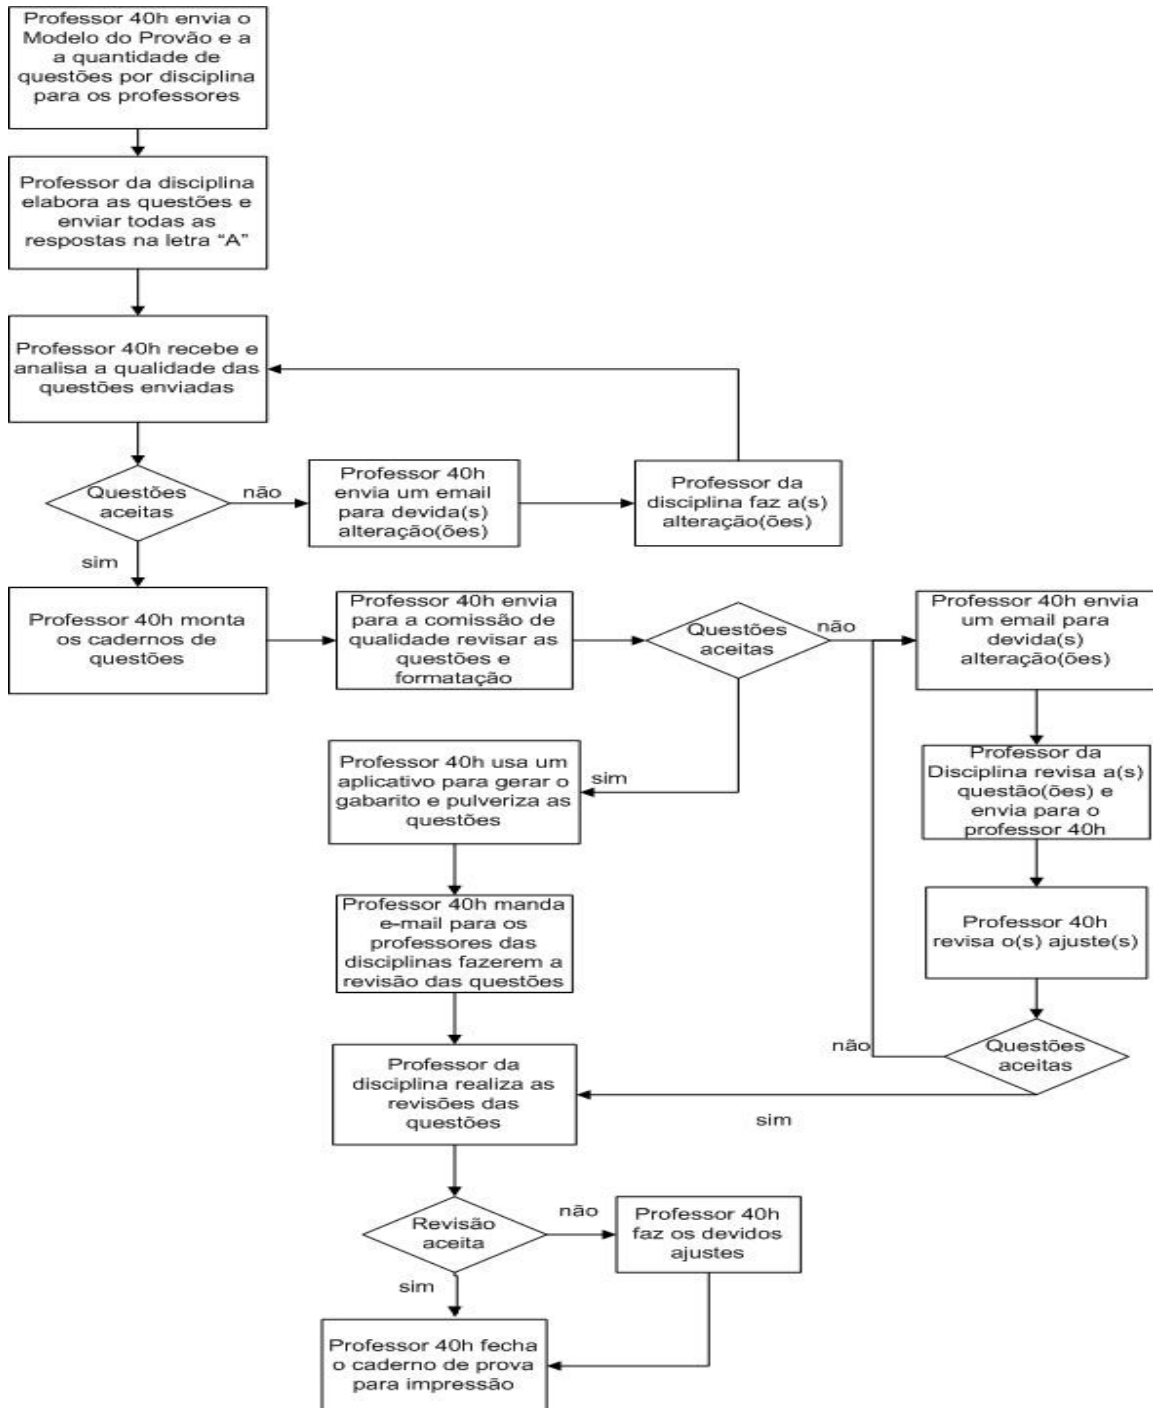 Professor 40h envia o
Modelo do Provão e a
a quantidade de
questões por disciplina
para os professores
Professor da disciplina
elabora as questões e
enviar todas as
respostas na letra “A”
Professor 40h recebe e
analisa a qualidade das
questões enviadas
Questões
aceitas
não
Professor 40h
envia um email
para devida(s)
alteração(ões)
Professor da
disciplina faz a(s)
alteração(ões)
sim
Professor 40h monta
os cadernos de
questões
Professor 40h envia
para a comissão de
qualidade revisar as
questões e
formatação
Questões
aceitas
não
Professor 40h envia
um email para
devida(s)
alteração(ões)
Professor da
Disciplina revisa a(s)
questão(ões) e
envia para o
professor 40h
Professor 40h
revisa o(s) ajuste(s)
Questões
aceitas
não
sim
sim
Professor 40h usa um
aplicativo para gerar o
gabarito e pulveriza as
questões
Professor 40h manda
e-mail para os
professores das
disciplinas fazerem a
revisão das questões
Professor da
disciplina realiza as
revisões das
questões
Revisão
aceita
não
Professor 40h
faz os devidos
ajustes
sim
Professor 40h fecha
o caderno de prova
para impressão